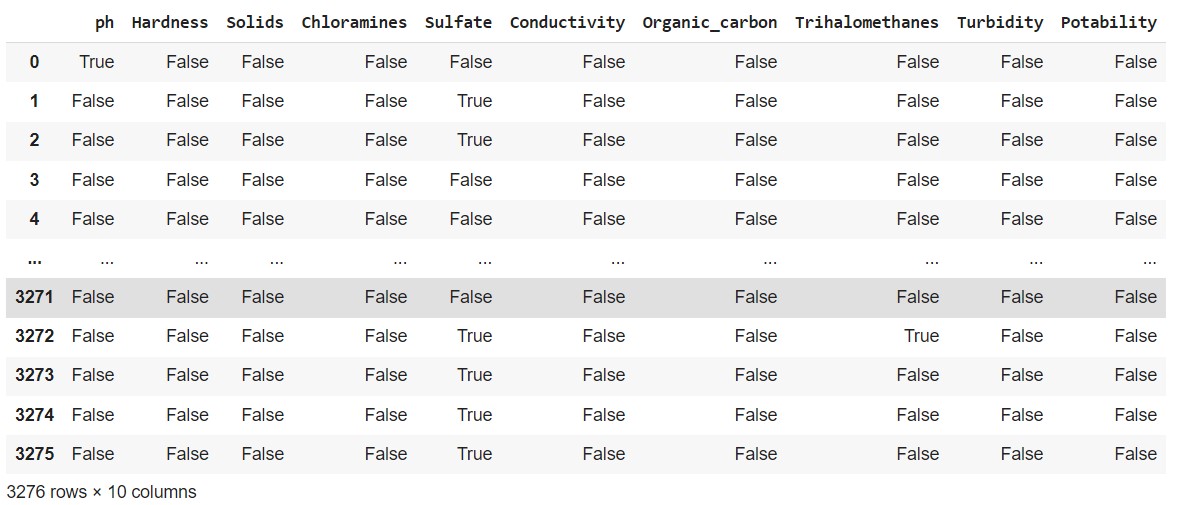 ph Hardness Solids Chloramines Sulfate Conductivity Organic_carbon Trihalomethanes Turbidity Potability
0 True False False False False False False False False False
1 False False False False True False False False False False
2 False False False False True False False False False False
3 False False False False False False False False False False
4 False False False False False False False False False False
... ... ... ... ... ... ... ... ... ... ...
3271 False False False False False False False False False False
3272 False False False False True False False True False False
3273 False False False False True False False False False False
3274 False False False False True False False False False False
3275 False False False False True False False False False False
3276 rows × 10 columns